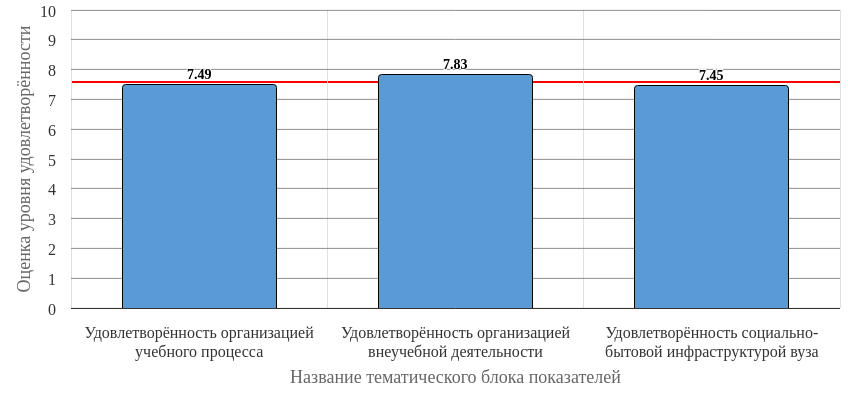 Оценка уровня удовлетворённости
10
9
8
7
6
5
4
3
2
1
0
7.49
7.83
7.45
Удовлетворённость организацией
учебного процесса
Удовлетворённость организацией
внеучебной деятельности
Удовлетворённость социально-
бытовой инфраструктурой вуза
Название тематического блока показателей